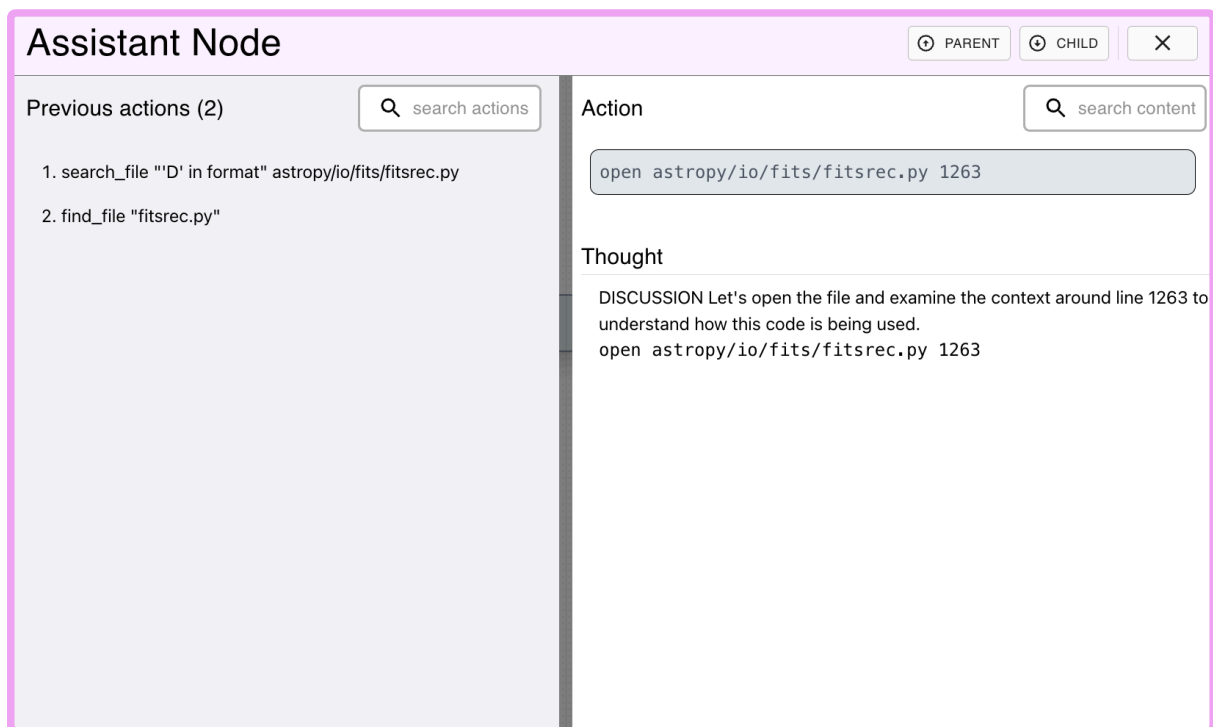 Assistant Node
PARENT
CHILD
Previous actions (2)
search actions
1. search_file "'D' in format" astropy/io/fits/fitsrec.py
2. find_file "fitsrec.py"
Action
search content
open astropy/io/fits/fitsrec.py 1263
Thought
DISCUSSION Let's open the file and examine the context around line 1263 to
understand how this code is being used.
open astropy/io/fits/fitsrec.py 1263